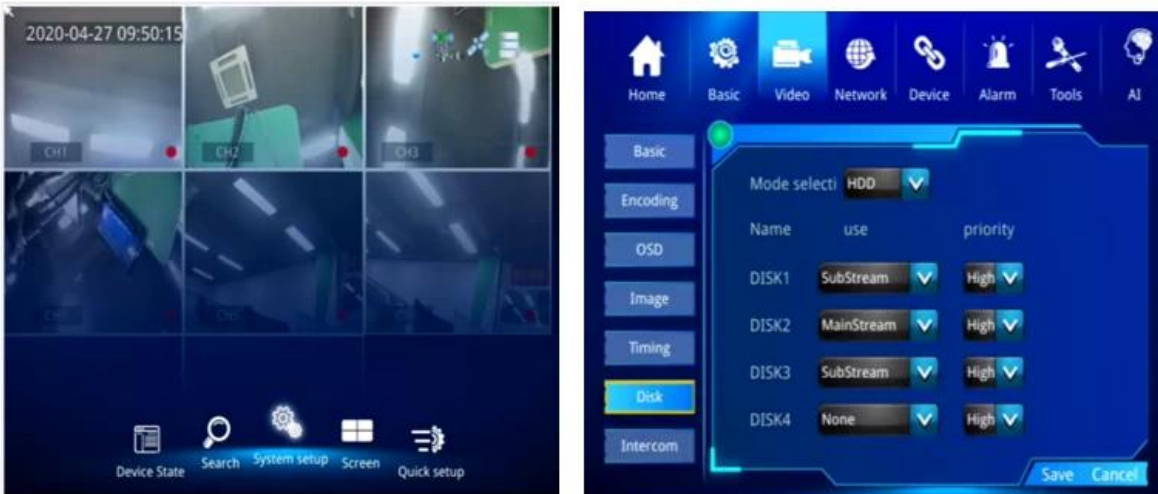 2020-04-27 09:50:15
CH1
CH2
CH3
Device State
Search
System setup
Screen
Quick setup
Home
Basic
Video
Network
Device
Alarm
Tools
AI
Basic
Encoding
OSD
Image
Timing
Disk
Intercom
Mode selecti HDD
Name use priority
DISK1 SubStream High
DISK2 MainStream High
DISK3 SubStream High
DISK4 None High
Save Cancel